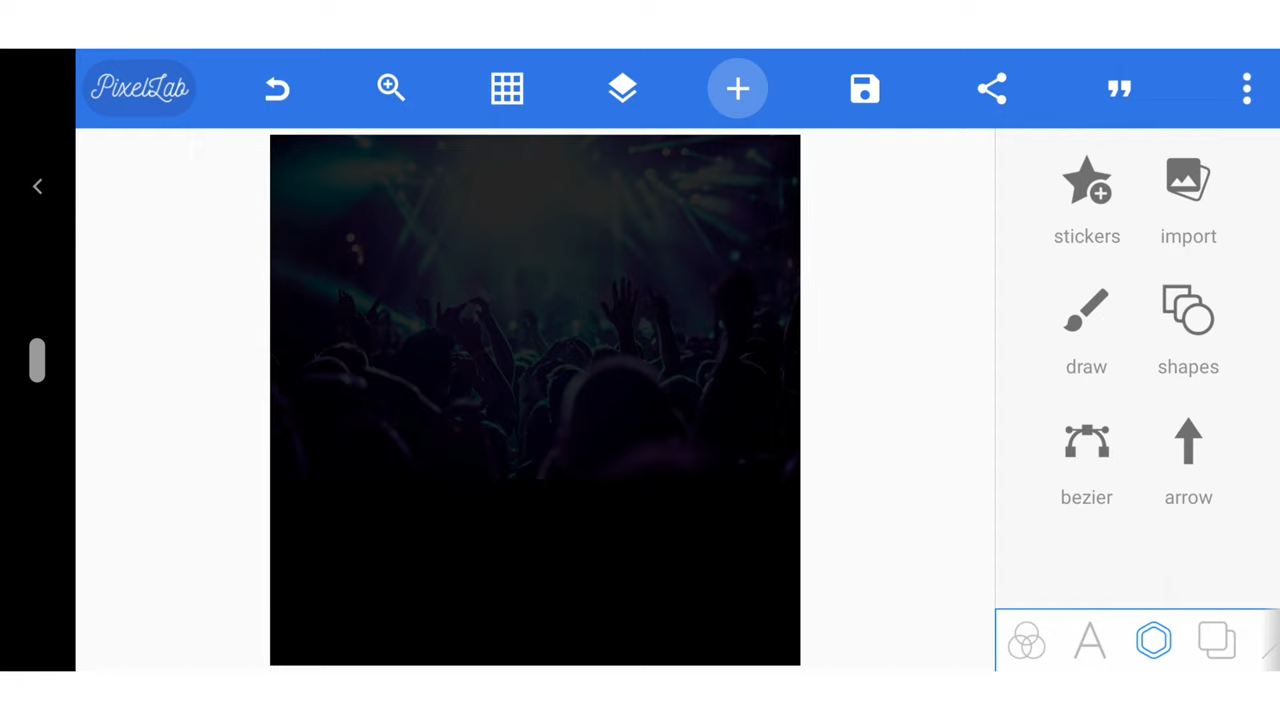 PixelLab
stickers
import
draw
shapes
bezier
arrow